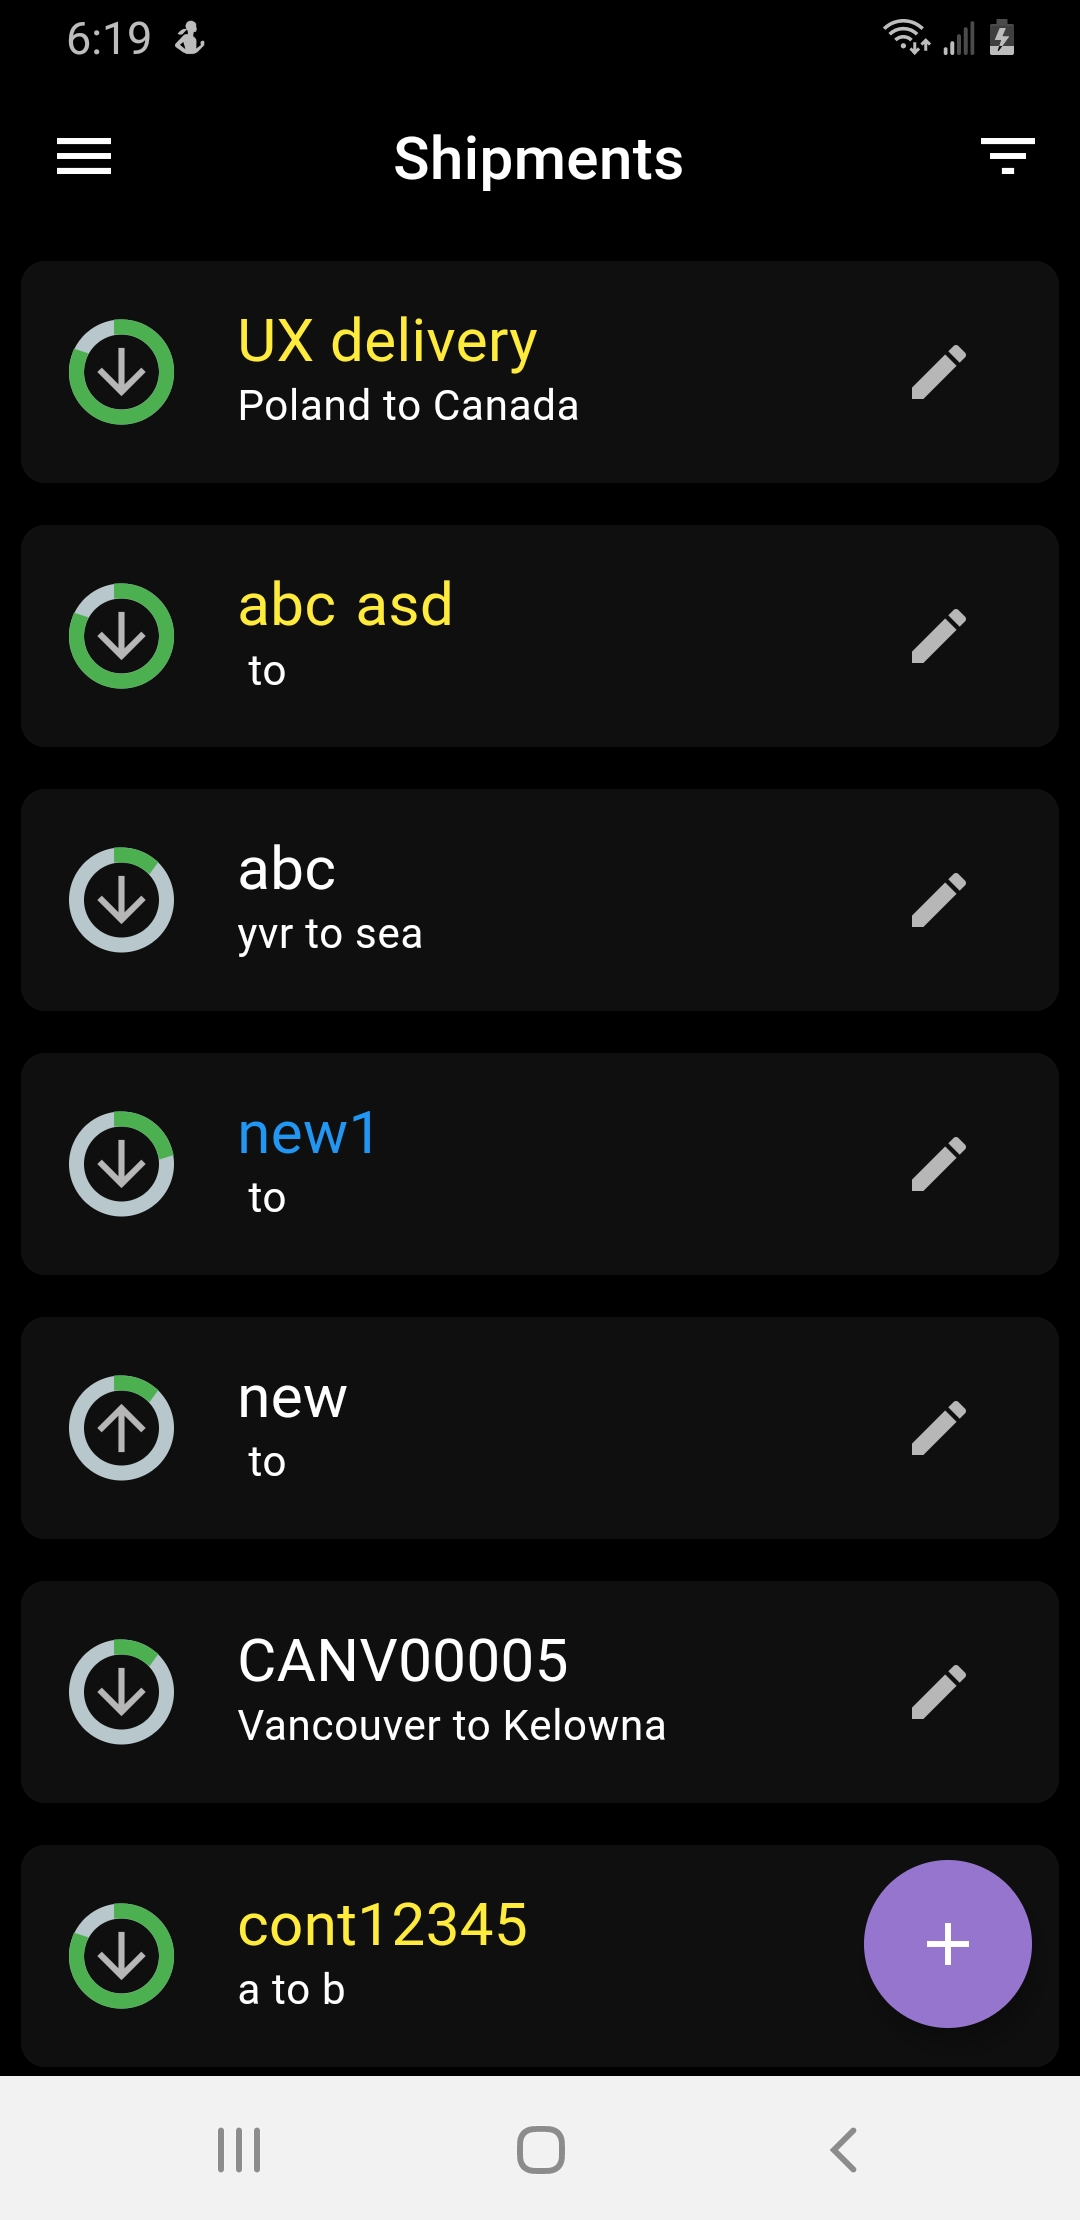 6:19
Shipments
UX delivery
Poland to Canada
abc asd
to
abc
yvr to sea
new1
to
new
to
CANV00005
Vancouver to Kelowna
cont12345
a to b